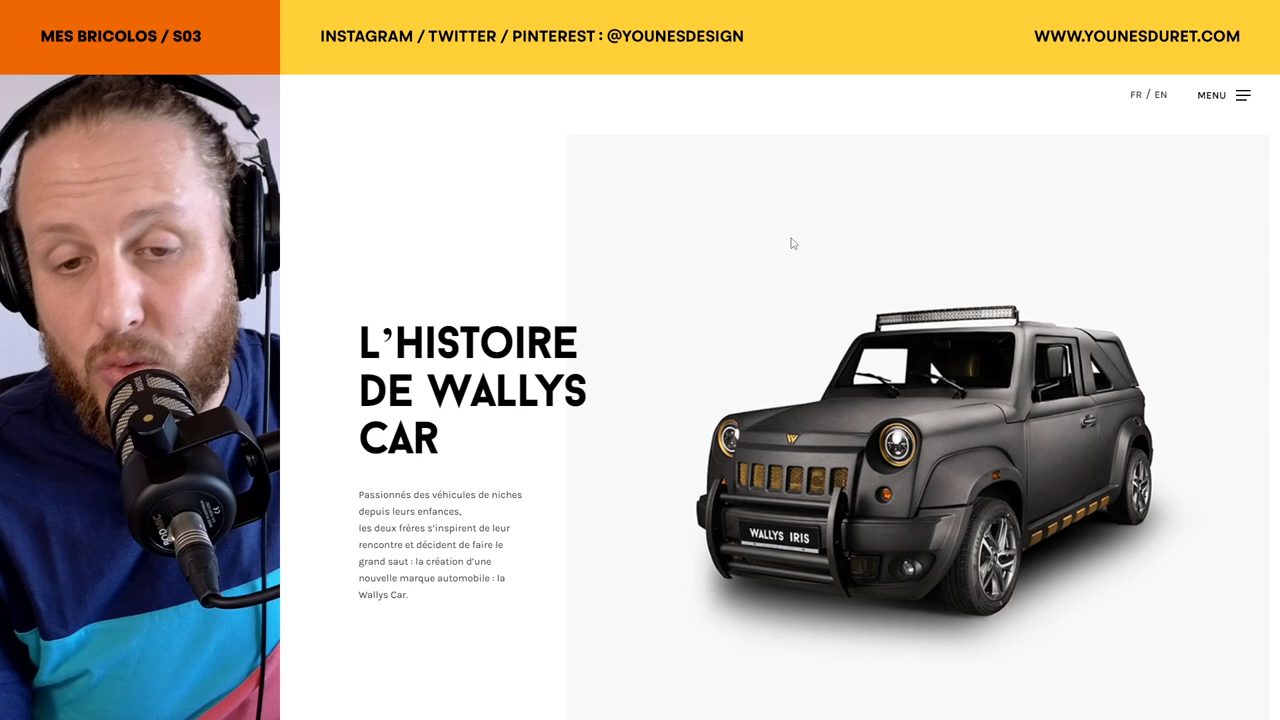 MES BRICOLOS / S03
INSTAGRAM / TWITTER / PINTEREST : @YOUNESDESIGN
WWW.YOUNESDURET.COM
FR / EN
MENU
L’HISTOIRE
DE WALLYS
CAR
Passionnés des véhicules de niches
depuis leurs enfances,
les deux frères s’inspirent de leur
rencontre et décident de faire le
grand saut : la création d’une
nouvelle marque automobile : la
Wallys Car.
W
WALLYS IRIS
PODMIC